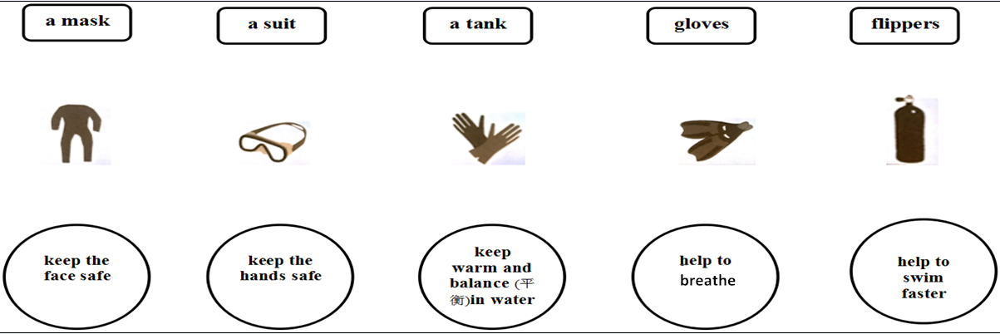 a mask
a suit
a tank
gloves
flippers
keep the
face safe
keep the
hands safe
keep
warm and
balance (平
衡)in water
help to
breathe
help to
swim
faster